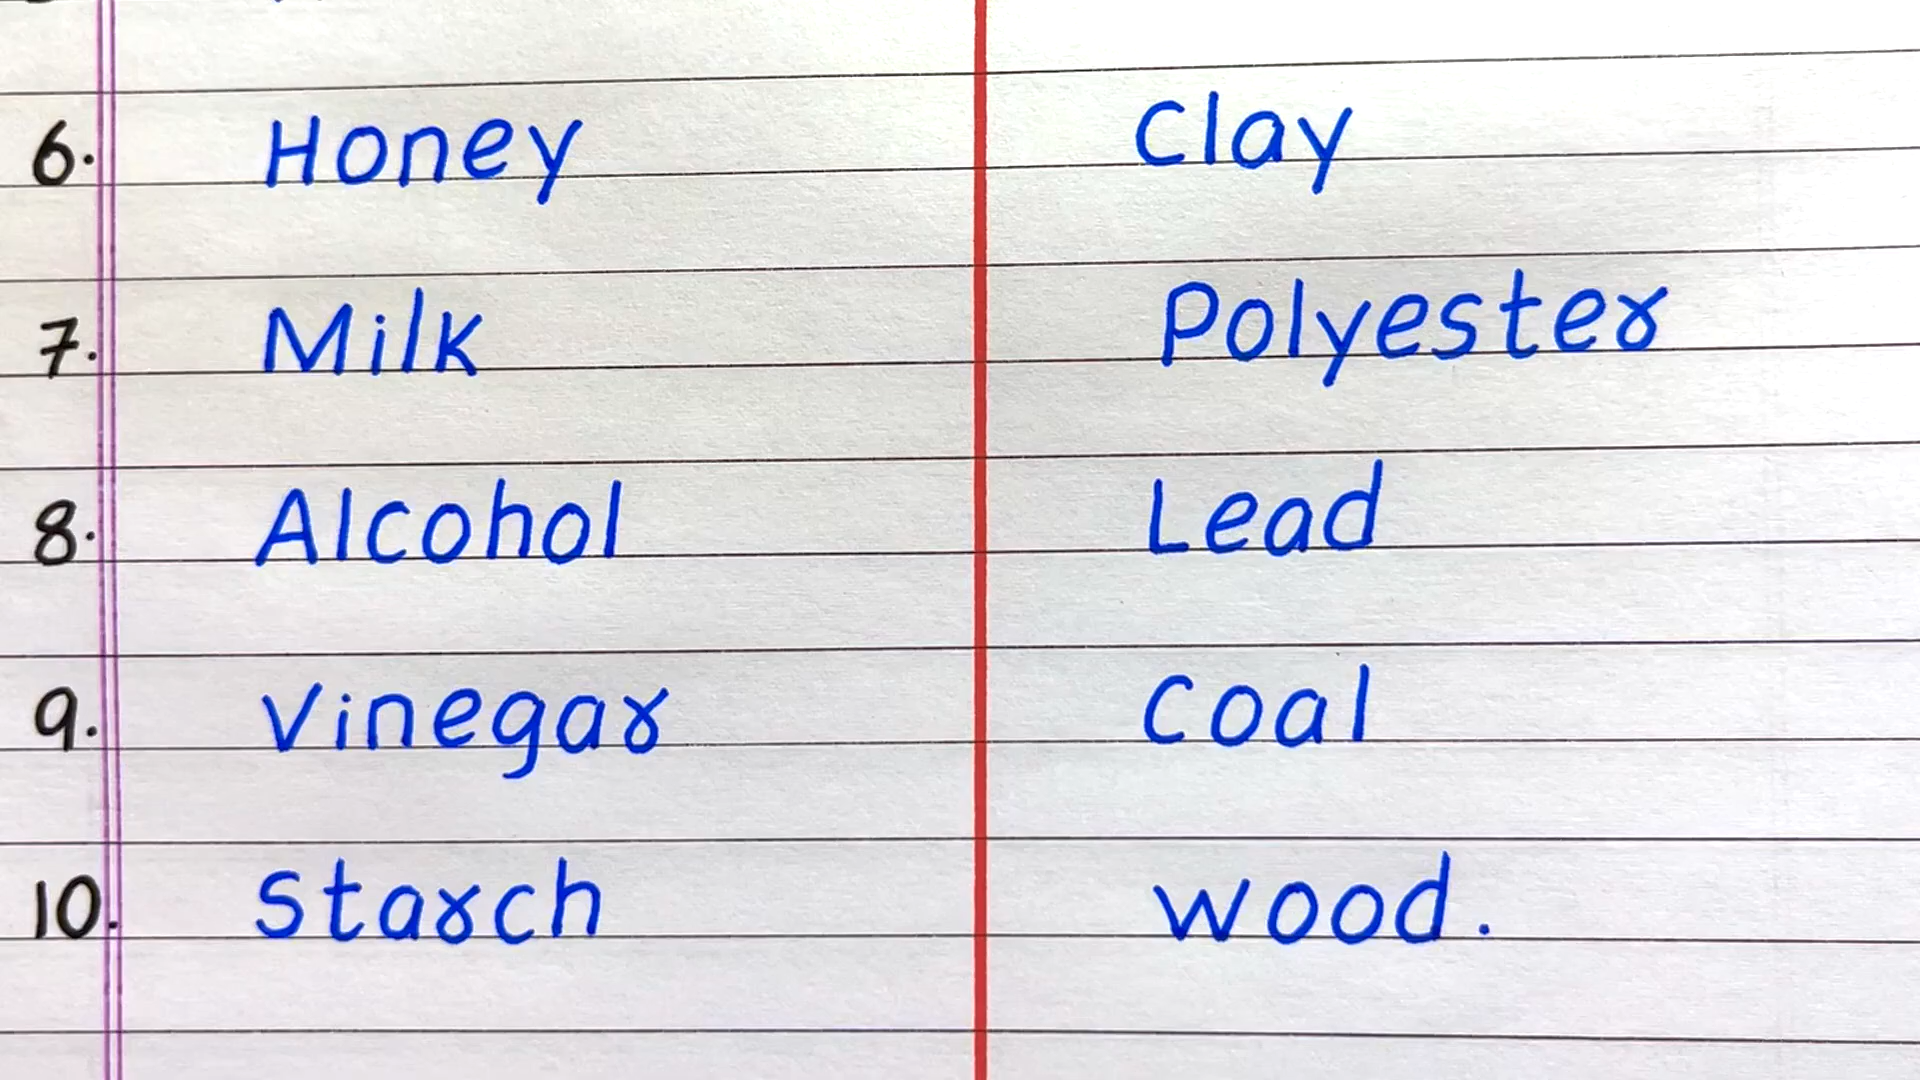 6. Honey Clay
7. Milk Polyester
8. Alcohol Lead
9. Vinegar Coal
10. Starch Wood.